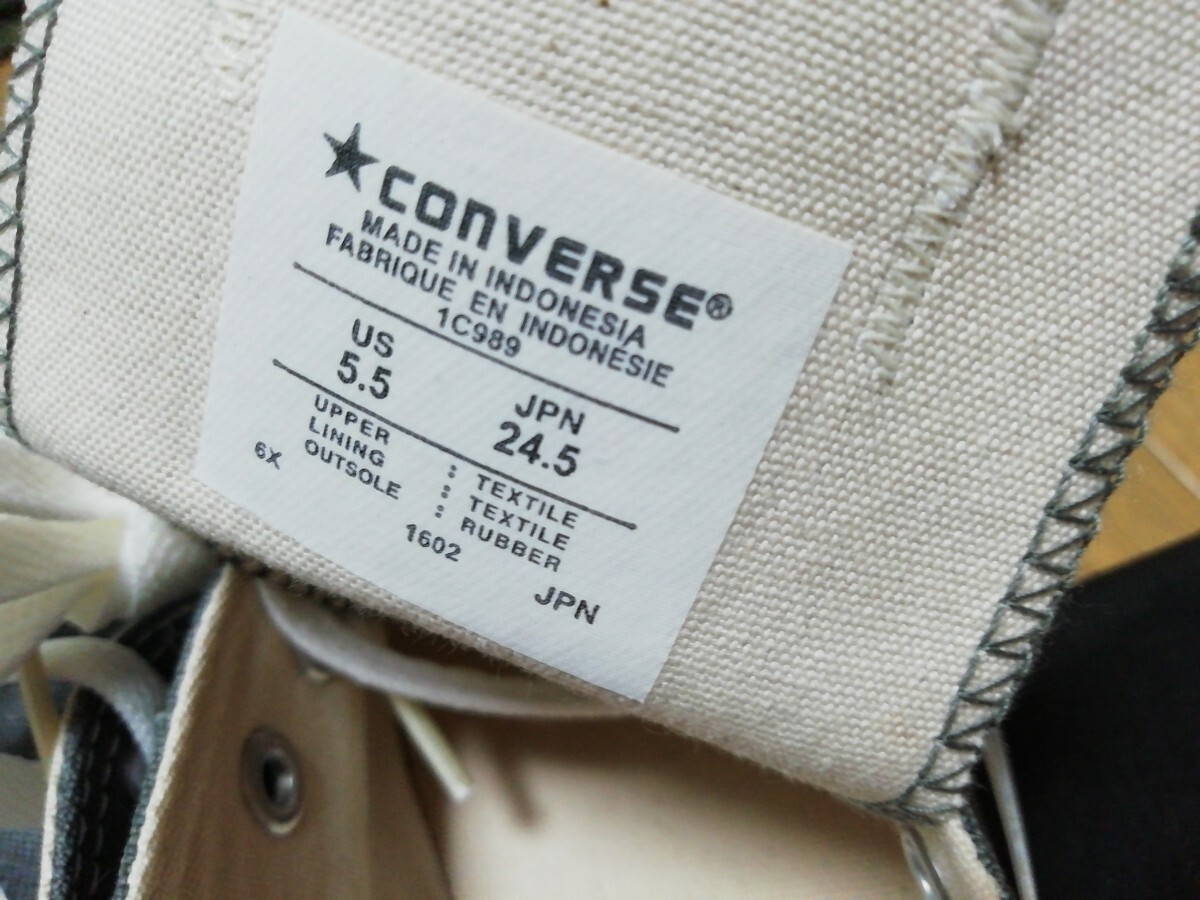 ★CONVERSE®
MADE IN INDONESIA
FABRIQUE EN INDONESIE
1C989
US JPN
5.5 24.5
UPPER : TEXTILE
LINING : TEXTILE
OUTSOLE : RUBBER
6X
1602
JPN